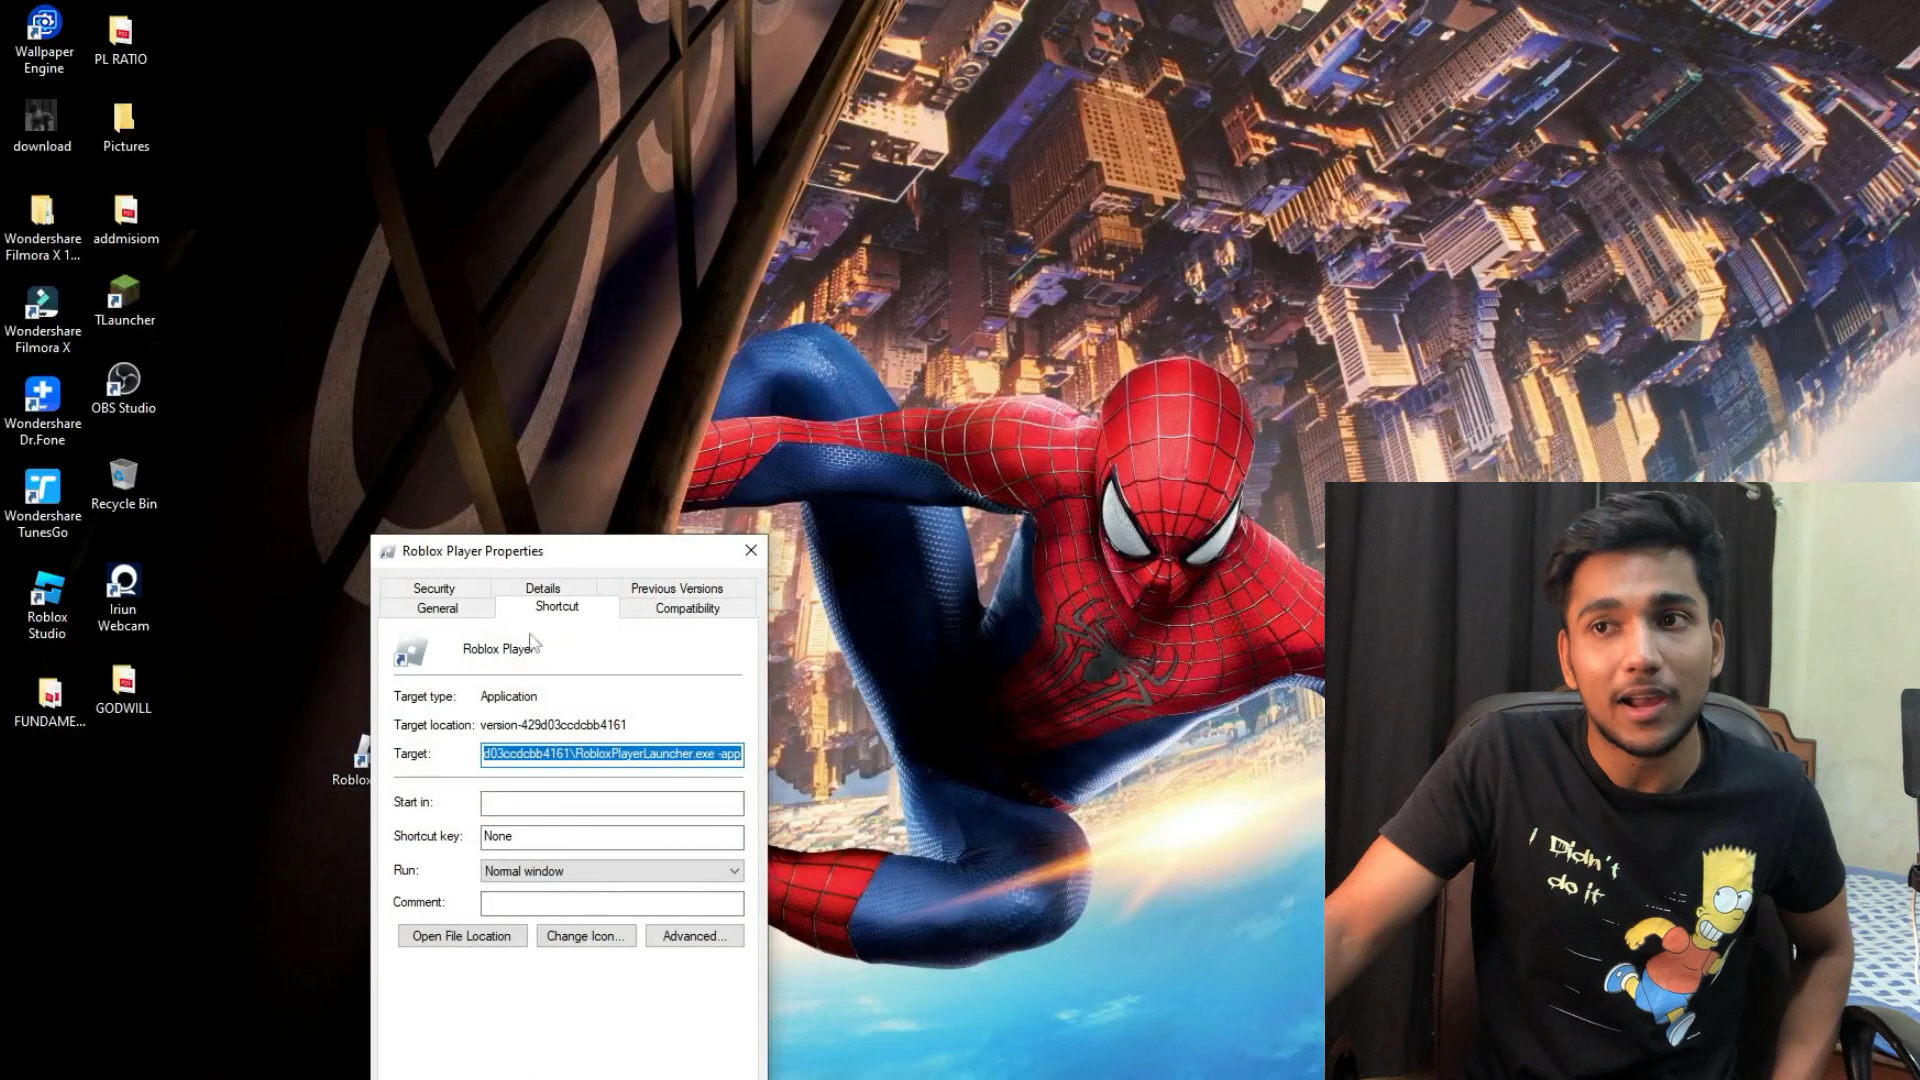 Wallpaper
Engine
PL RATIO
download
Pictures
Wondershare
Filmora X 1...
addmisiom
Wondershare
Filmora X
TLauncher
Wondershare
Dr.Fone
OBS Studio
Wondershare
TunesGo
Recycle Bin
Roblox
Studio
Iriun
Webcam
FUNDAME...
GODWILL
Roblox
Roblox Player Properties
Security
Details
Previous Versions
General
Shortcut
Compatibility
Roblox Player
Target type: Application
Target location: version-429d03ccdcbb4161
Target: d03ccdcbb4161\RobloxPlayerLauncher.exe -app
Start in:
Shortcut key: None
Run: Normal window
Comment:
Open File Location
Change Icon...
Advanced...
I Didn't
do it